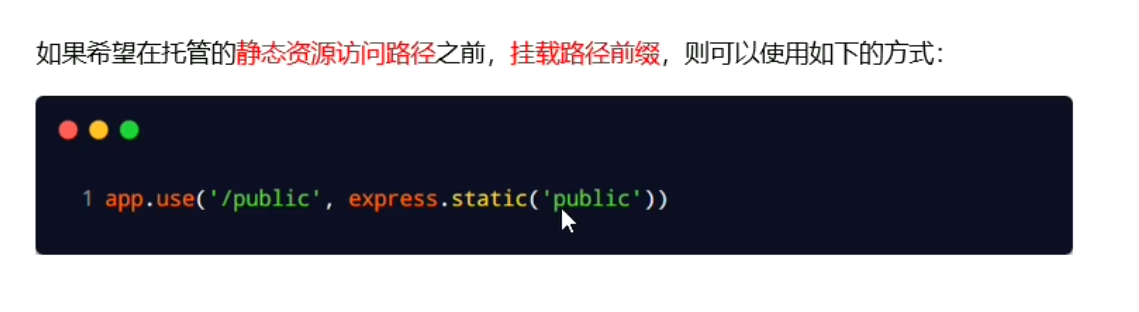 如果希望在托管的静态资源访问路径之前，挂载路径前缀，则可以使用如下的方式：
1 app.use('/public', express.static('public'))